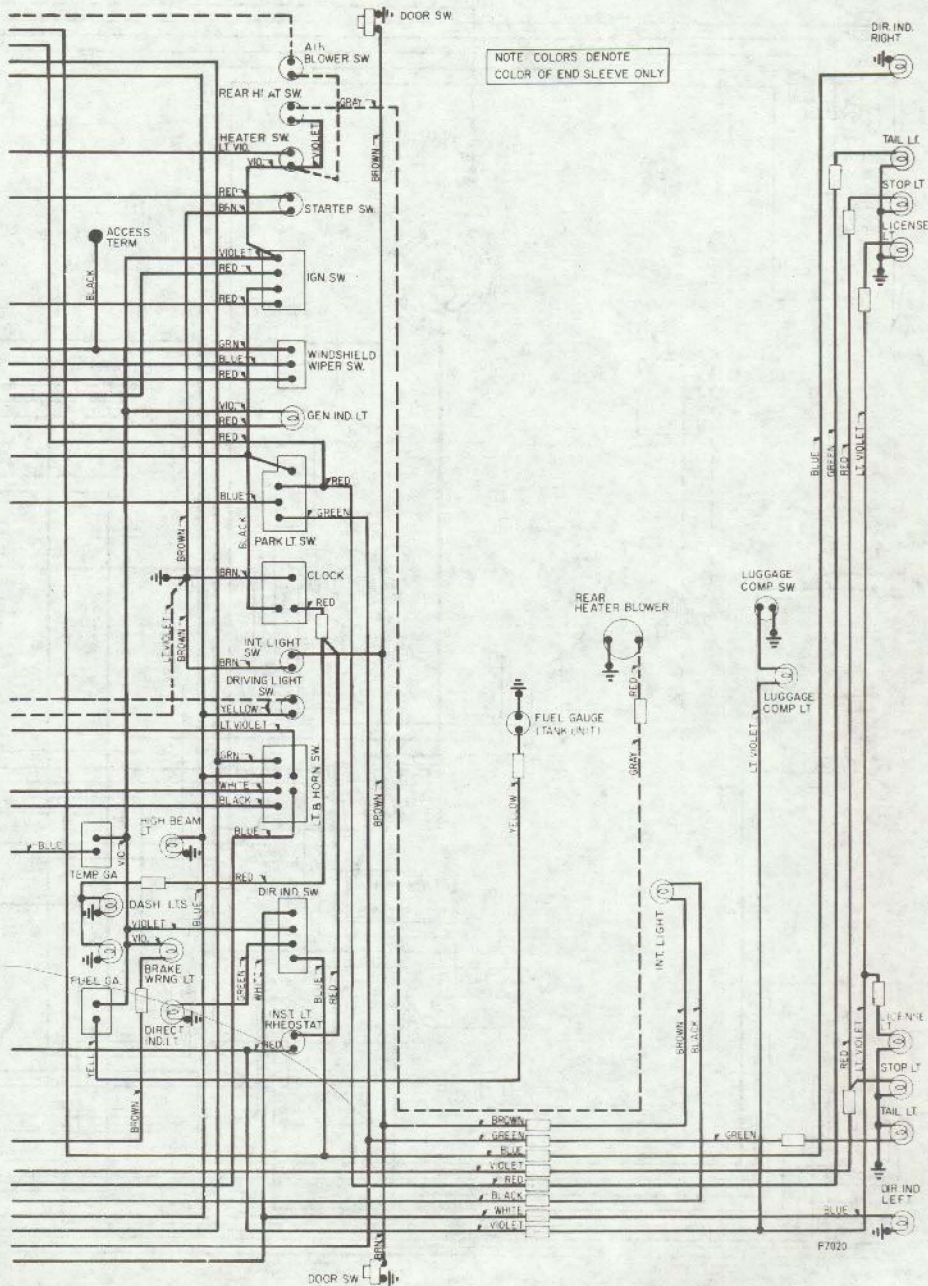 DOOR SW.
NOTE COLORS DENOTE
COLOR OF END SLEEVE ONLY
DIR. IND.
RIGHT
AIR
BLOWER SW.
REAR HEAT SW.
GRAY
VIOLET
BROWN
HEATER SW.
LT VIO.
VIO.
RED
STARTER SW.
BRN
TAIL LT.
STOP LT
LICENSE
LT
ACCESS
TERM
BLACK
VIOLET
RED
IGN. SW
RED
GRN
BLUE
RED
WINDSHIELD
WIPER SW.
VIO.
RED
RED
GEN. IND. LT
BLUE
GREEN
RED
LT VIOLET
RED
BLUE
GREEN
BLACK
PARK LT SW.
BROWN
BRN
CLOCK
RED
LT VIOLET
BROWN
INT. LIGHT
SW
BRN
DRIVING LIGHT
SW.
YELLOW
LT VIOLET
REAR
HEATER BLOWER
RED
GRAY
LUGGAGE
COMP. SW
LUGGAGE
COMP LT
LT VIOLET
FUEL GAUGE
(TANK UNIT)
YELLOW
GRN
WHITE
BLACK
LT & HORN SW.
BROWN
HIGH BEAM
LT
BLUE
BLUE
TEMP. GA.
VIO.
RED
BLUE
DASH LTS
DIR. IND. SW
VIOLET
VIO.
BRAKE
WRNG LT
GREEN
WHITE
BLUE
RED
INT. LIGHT
BROWN
BLACK
FUEL GA.
DIRECT
IND. LT.
INST. LT
RHEOSTAT
RED
YELL
BROWN
RED
LT VIOLET
LICENSE
LT
STOP LT
TAIL LT.
BROWN
GREEN
GREEN
BLUE
VIOLET
RED
BLACK
WHITE
BLUE
VIOLET
DIR. IND
LEFT
F7020
BRN
DOOR SW